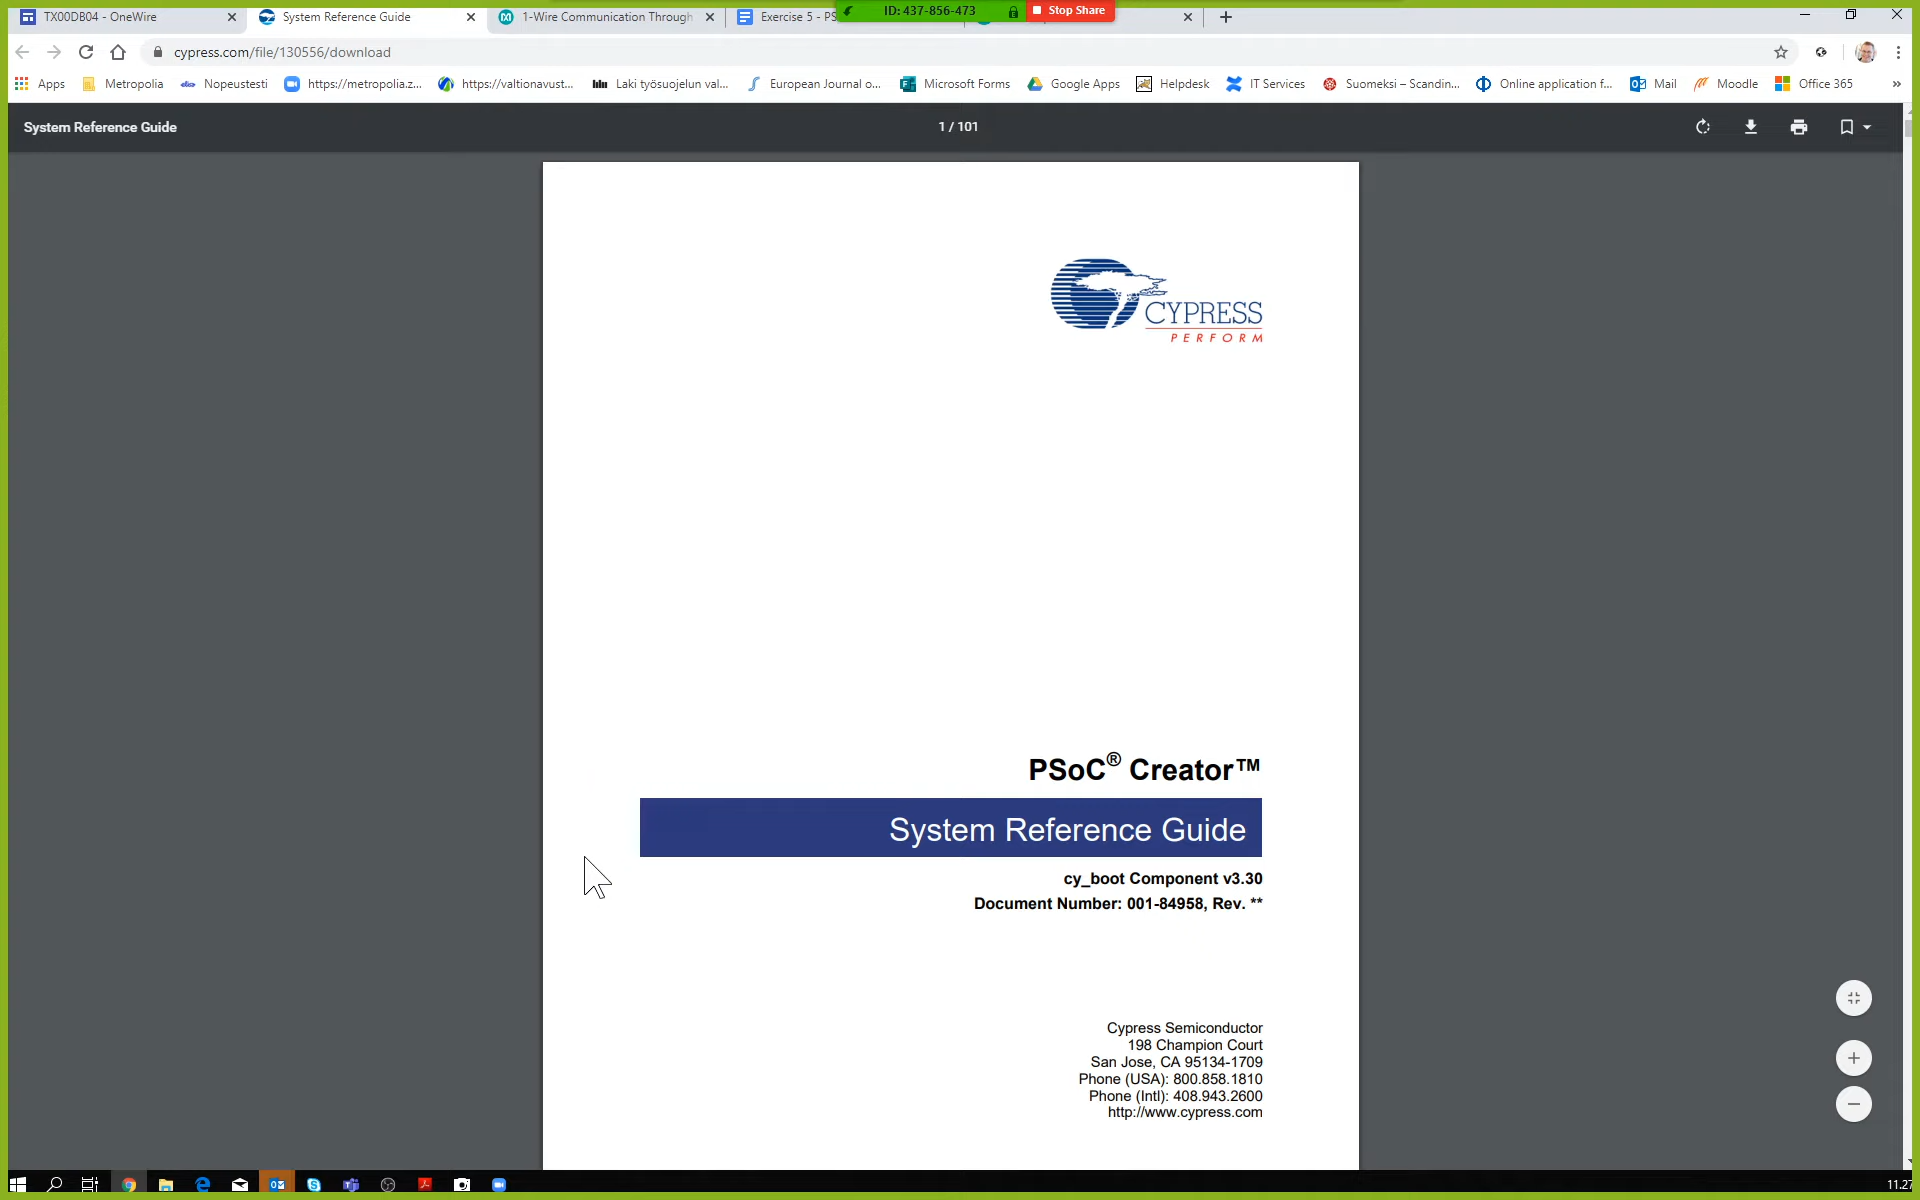 TX00DB04 - OneWire
System Reference Guide
1-Wire Communication Through
Exercise 5 - PS
ID: 437-856-473
Stop Share
cypress.com/file/130556/download
Apps
Metropolia
Nopeustesti
https://metropolia.z...
https://valtionavust...
Laki työsuojelun val...
European Journal o...
Microsoft Forms
Google Apps
Helpdesk
IT Services
Suomeksi – Scandin...
Online application f...
Mail
Moodle
Office 365
»
System Reference Guide
1 / 101
CYPRESS
PERFORM
PSoC® Creator™
System Reference Guide
cy_boot Component v3.30
Document Number: 001-84958, Rev. **
Cypress Semiconductor
198 Champion Court
San Jose, CA 95134-1709
Phone (USA): 800.858.1810
Phone (Intl): 408.943.2600
http://www.cypress.com
11.27